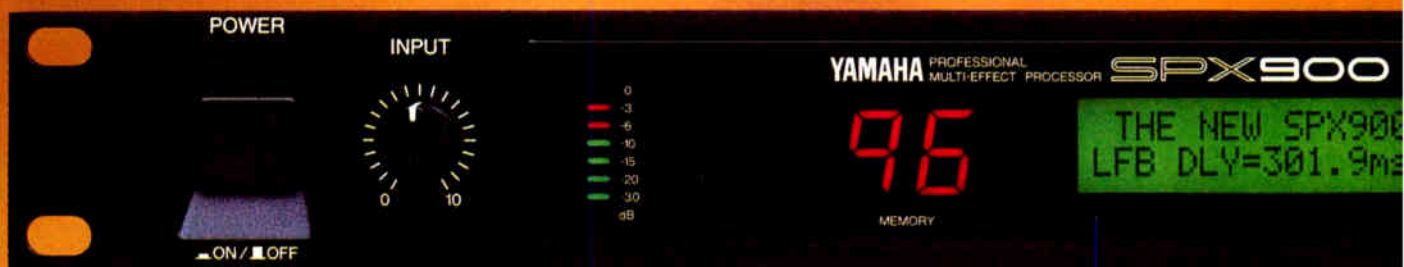 POWER
INPUT
0 10
ON / OFF
0
-3
-6
-10
-15
-20
-30
dB
YAMAHA PROFESSIONAL MULTI-EFFECT PROCESSOR SPX900
96
MEMORY
THE NEW SPX900
LFB DLY=301.9ms